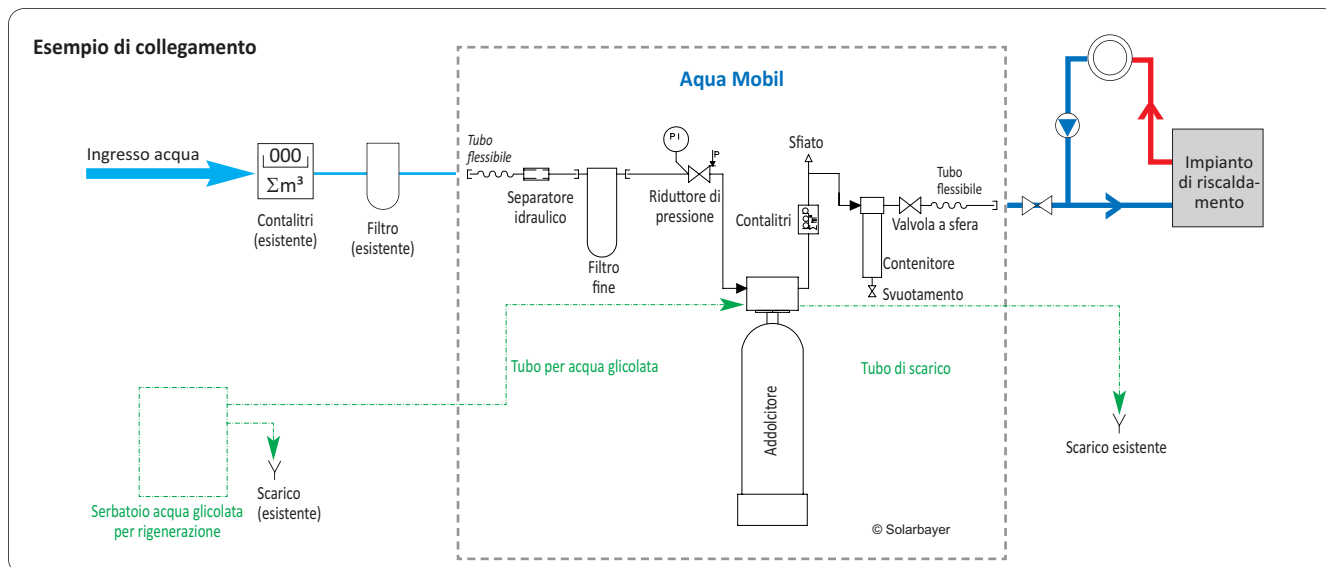 Esempio di collegamento
Aqua Mobil
Ingresso acqua
000
Σm³
Contalitri
(esistente)
Filtro
(esistente)
Tubo
flessibile
Separatore
idraulico
Filtro
fine
PI
P
Riduttore di
pressione
Sfiato
Contalitri
Tubo
flessibile
Valvola a sfera
Contenitore
Svuotamento
Impianto
di riscalda-
mento
Tubo per acqua glicolata
Tubo di scarico
Addolcitore
Serbatoio acqua glicolata
per rigenerazione
Scarico
(esistente)
Scarico esistente
© Solarbayer